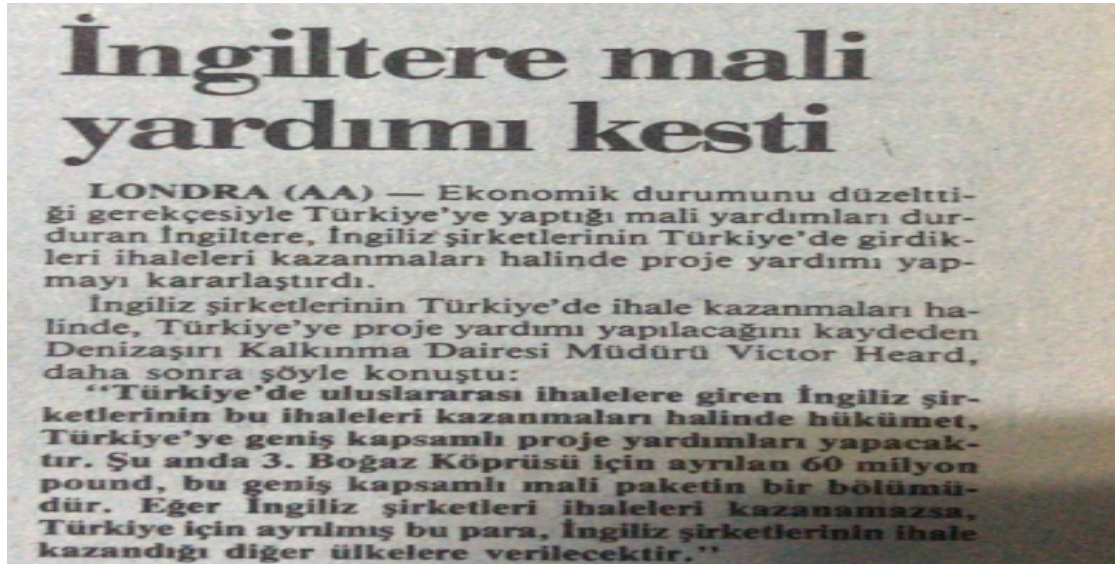 İngiltere mali
yardımı kesti
LONDRA (AA) — Ekonomik durumunu düzeltti-
ği gerekçesiyle Türkiye'ye yaptığı mali yardımları dur-
duran İngiltere, İngiliz şirketlerinin Türkiye'de girdik-
leri ihaleleri kazanmaları halinde proje yardımı yap-
mayı kararlaştırdı.
İngiliz şirketlerinin Türkiye'de ihale kazanmaları ha-
linde, Türkiye'ye proje yardımı yapılacağını kaydeden
Denizaşırı Kalkınma Dairesi Müdürü Victor Heard,
daha sonra şöyle konuştu:
"Türkiye'de uluslararası ihalelere giren İngiliz şir-
ketlerinin bu ihaleleri kazanmaları halinde hükümet,
Türkiye'ye geniş kapsamlı proje yardımları yapacak-
tır. Şu anda 3. Boğaz Köprüsü için ayrılan 60 milyon
pound, bu geniş kapsamlı mali paketin bir bölümü-
dür. Eğer İngiliz şirketleri ihaleleri kazanamazsa,
Türkiye için ayrılmış bu para, İngiliz şirketlerinin ihale
kazandığı diğer ülkelere verilecektir."